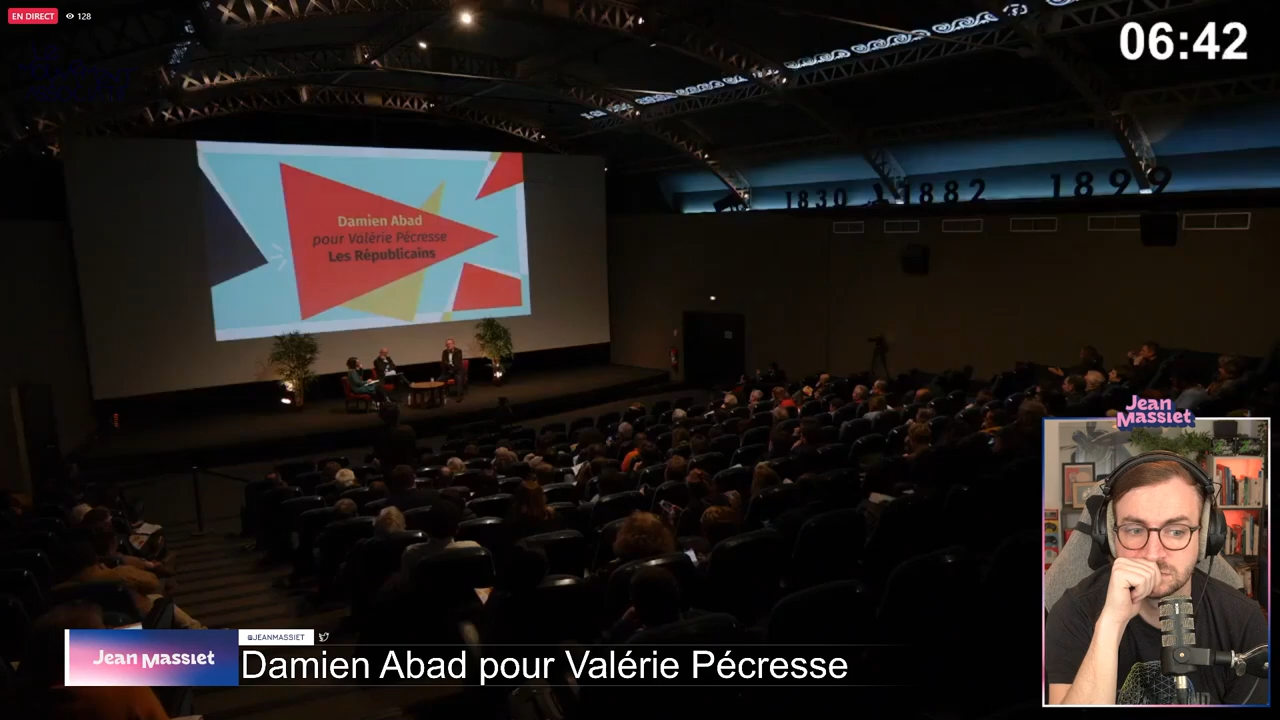 EN DIRECT 128
06:42
1830 1882 1899
Damien Abad
pour Valérie Pécresse
Les Républicains
Jean
Massiet
@JEANMASSIET
Jean Massiet
Damien Abad pour Valérie Pécresse